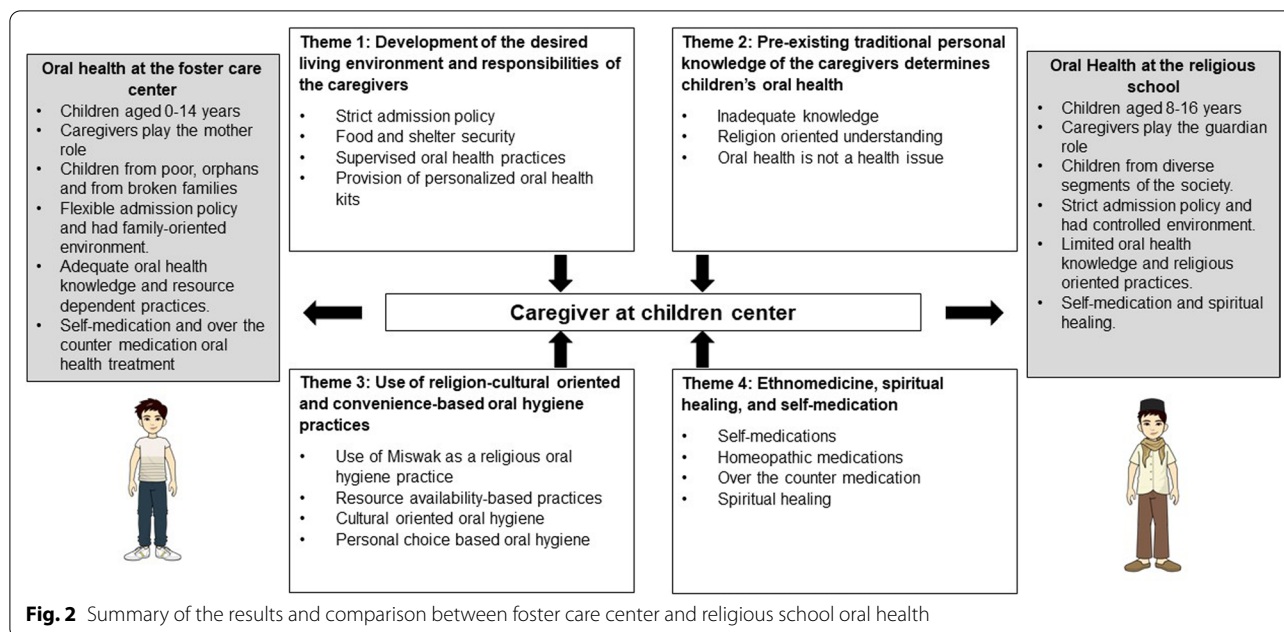 Oral health at the foster care
center
• Children aged 0-14 years
• Caregivers play the mother
role
• Children from poor, orphans
and from broken families
• Flexible admission policy
and had family-oriented
environment.
• Adequate oral health
knowledge and resource
dependent practices.
• Self-medication and over the
counter medication oral
health treatment
Theme 1: Development of the desired
living environment and responsibilities of
the caregivers
• Strict admission policy
• Food and shelter security
• Supervised oral health practices
• Provision of personalized oral health
kits
Theme 2: Pre-existing traditional personal
knowledge of the caregivers determines
children's oral health
• Inadequate knowledge
• Religion oriented understanding
• Oral health is not a health issue
Oral Health at the religious
school
• Children aged 8-16 years
• Caregivers play the guardian
role
• Children from diverse
segments of the society.
• Strict admission policy and
had controlled environment.
• Limited oral health
knowledge and religious
oriented practices.
• Self-medication and spiritual
healing.
Caregiver at children center
Theme 3: Use of religion-cultural oriented
and convenience-based oral hygiene
practices
• Use of Miswak as a religious oral
hygiene practice
• Resource availability-based practices
• Cultural oriented oral hygiene
• Personal choice based oral hygiene
Theme 4: Ethnomedicine, spiritual
healing, and self-medication
• Self-medications
• Homeopathic medications
• Over the counter medication
• Spiritual healing
Fig. 2 Summary of the results and comparison between foster care center and religious school oral health